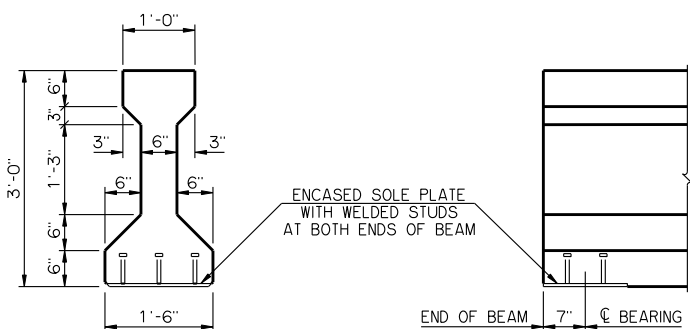 1'-0"
6"
3"
3"
6"
3"
3'-0"
1'-3"
6"
6"
6"
6"
1'-6"
ENCASED SOLE PLATE
WITH WELDED STUDS
AT BOTH ENDS OF BEAM
END OF BEAM
7"
℄ BEARING